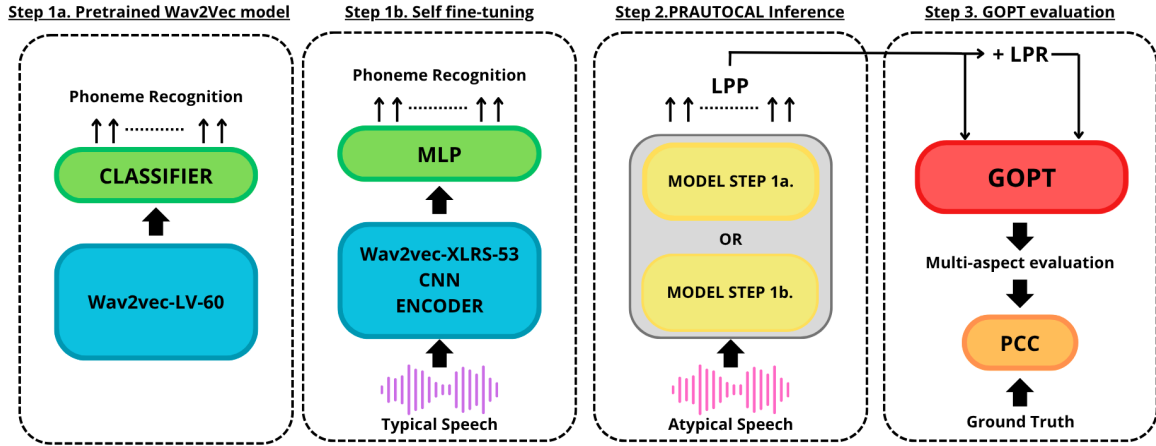 Step 1a. Pretrained Wav2Vec model
Phoneme Recognition
CLASSIFIER
Wav2vec-LV-60
Step 1b. Self fine-tuning
Phoneme Recognition
MLP
Wav2vec-XLRS-53
CNN
ENCODER
Typical Speech
Step 2.PRAUTOCAL Inference
LPP
MODEL STEP 1a.
OR
MODEL STEP 1b.
Atypical Speech
Step 3. GOPT evaluation
+ LPR
GOPT
Multi-aspect evaluation
PCC
Ground Truth